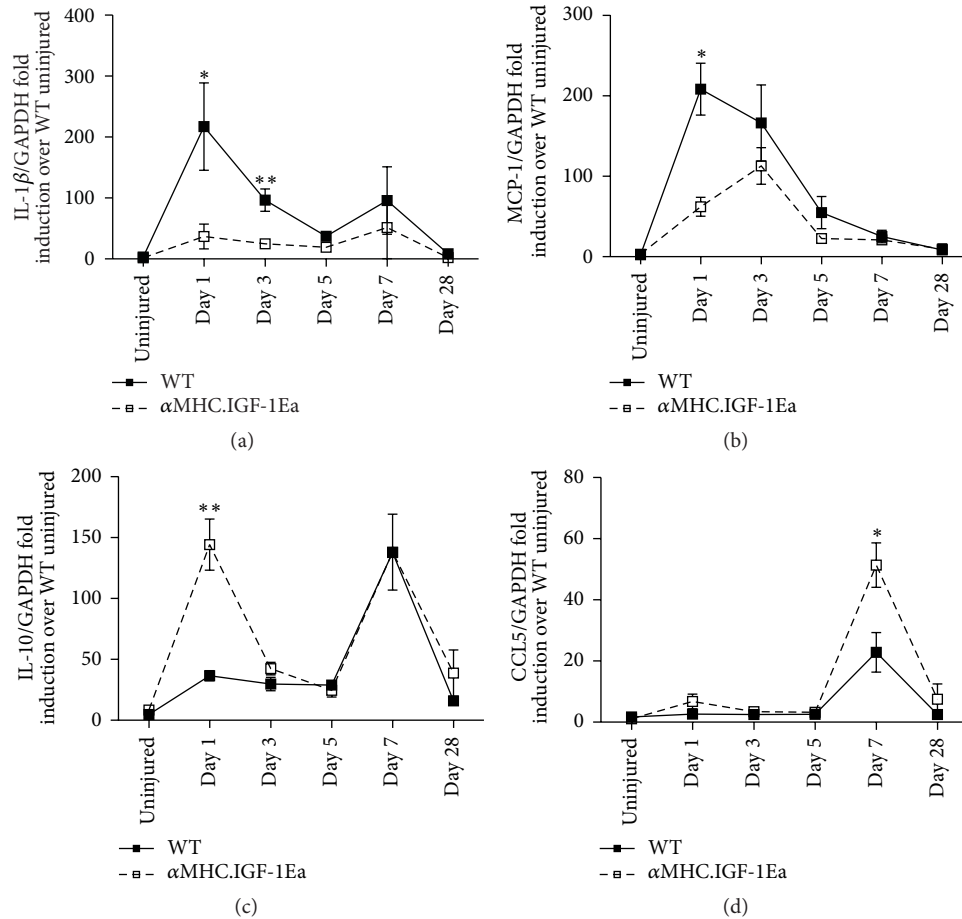 IL-1β/GAPDH fold
induction over WT uninjured
400
300
200
100
0
*
**
Uninjured
Day 1
Day 3
Day 5
Day 7
Day 28
WT
αMHC.IGF-1Ea
(a)
MCP-1/GAPDH fold
induction over WT uninjured
300
200
100
0
*
Uninjured
Day 1
Day 3
Day 5
Day 7
Day 28
WT
αMHC.IGF-1Ea
(b)
IL-10/GAPDH fold
induction over WT uninjured
200
150
100
50
0
**
Uninjured
Day 1
Day 3
Day 5
Day 7
Day 28
WT
αMHC.IGF-1Ea
(c)
CCL5/GAPDH fold
induction over WT uninjured
80
60
40
20
0
*
Uninjured
Day 1
Day 3
Day 5
Day 7
Day 28
WT
αMHC.IGF-1Ea
(d)